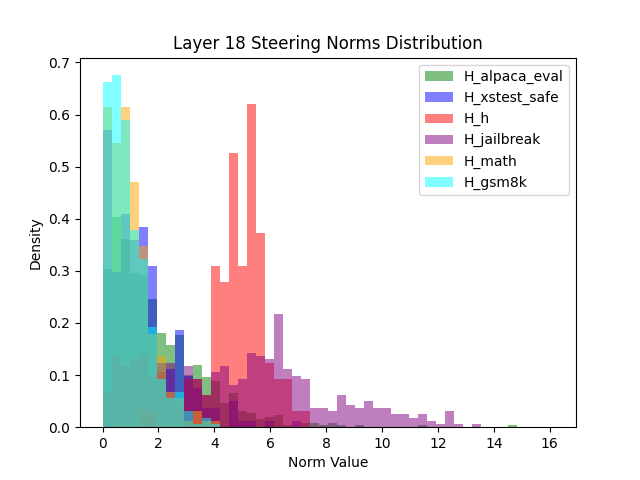 Layer 18 Steering Norms Distribution
0.7
0.6
0.5
0.4
0.3
0.2
0.1
0.0
Density
H_alpaca_eval
H_xstest_safe
H_h
H_jailbreak
H_math
H_gsm8k
0 2 4 6 8 10 12 14 16
Norm Value